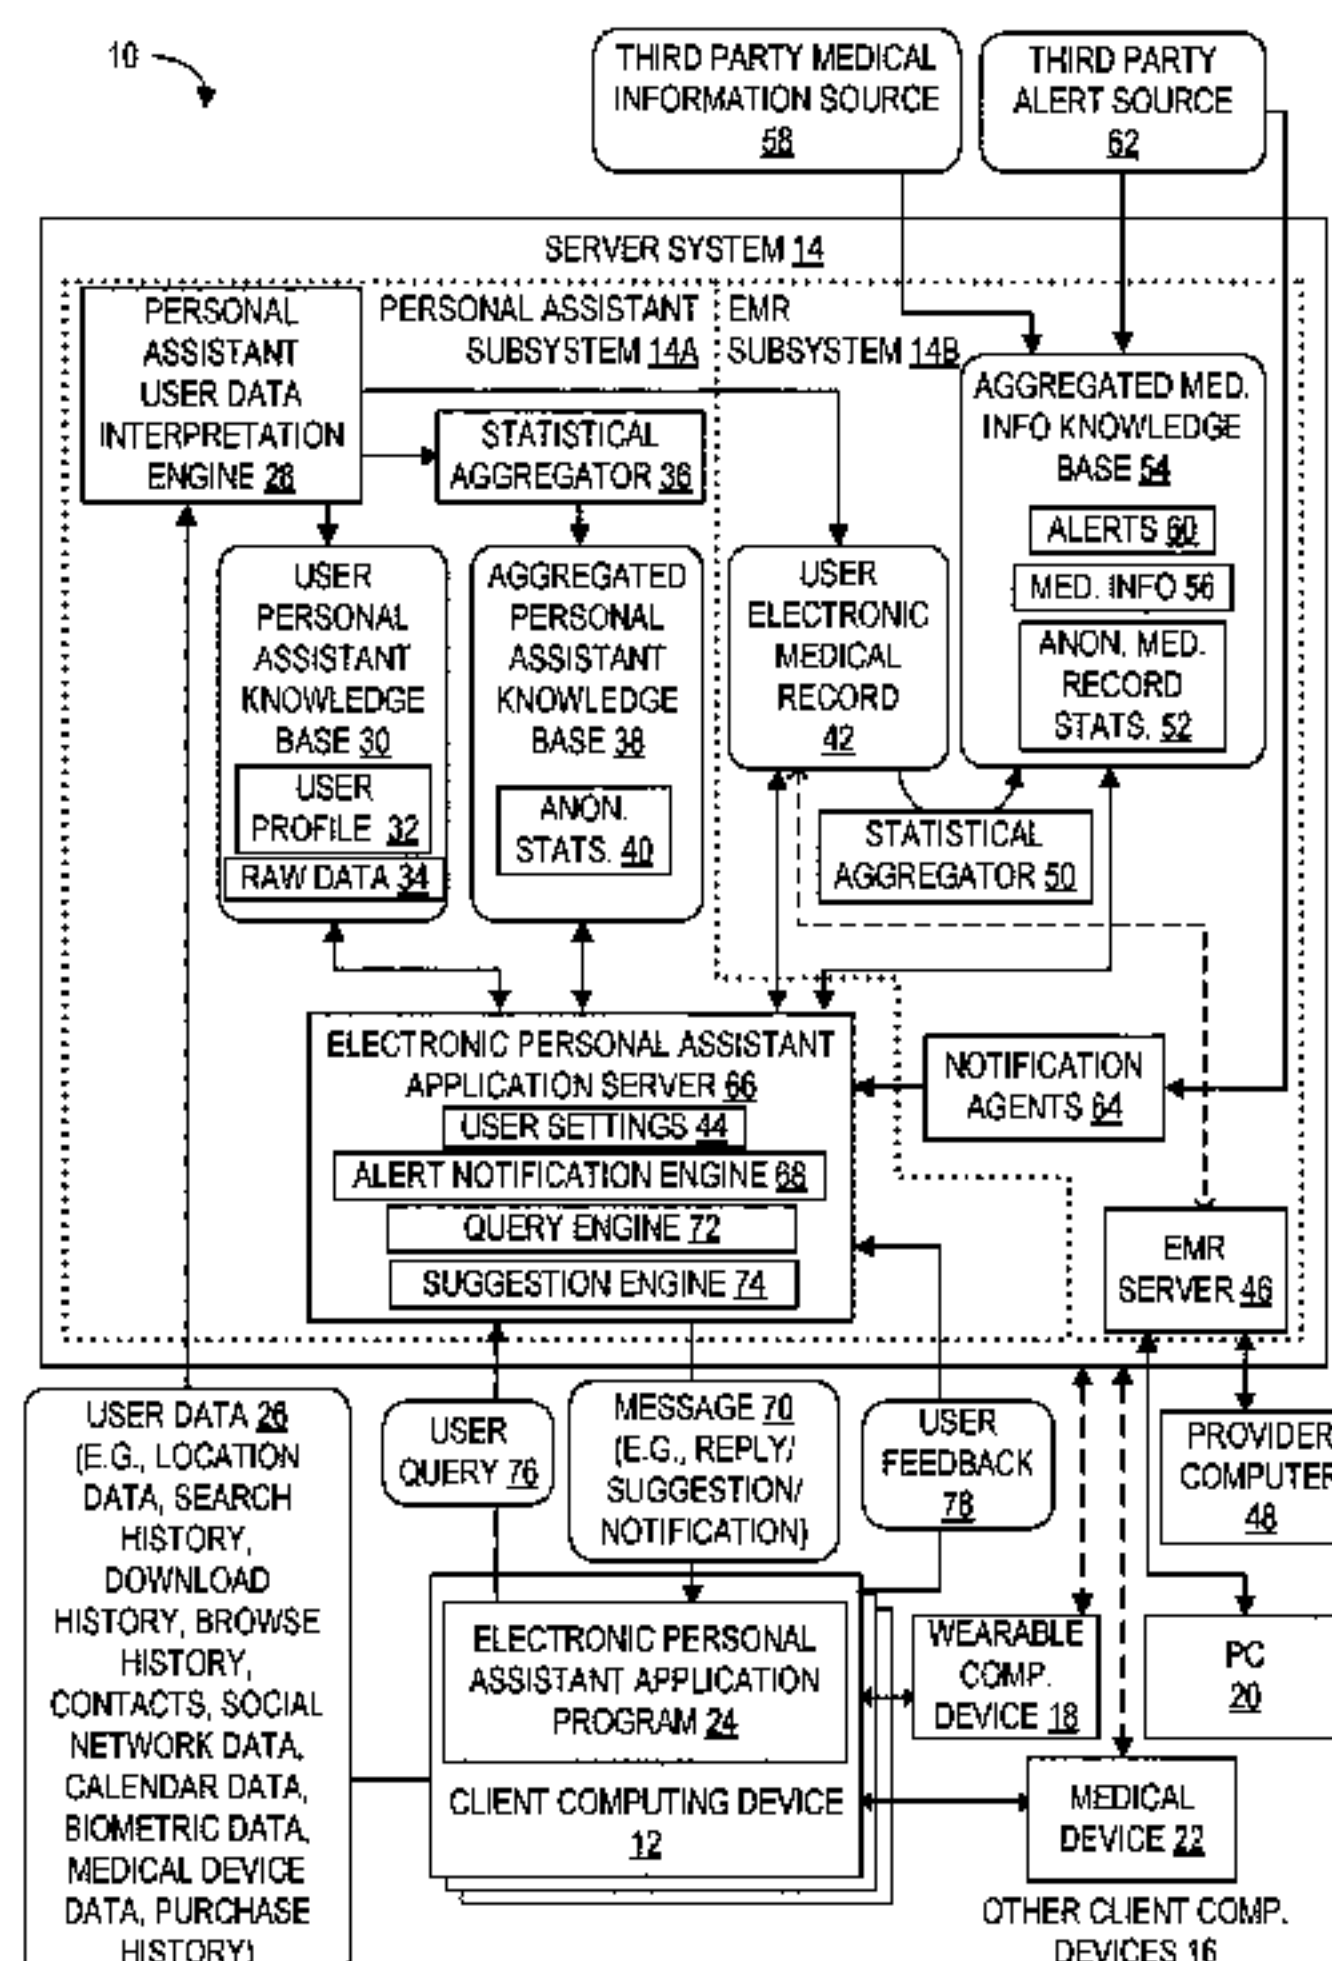 10
THIRD PARTY MEDICAL
INFORMATION SOURCE
58
THIRD PARTY
ALERT SOURCE
62
SERVER SYSTEM 14
PERSONAL
ASSISTANT
USER DATA
INTERPRETATION
ENGINE 28
PERSONAL ASSISTANT
SUBSYSTEM 14A
EMR
SUBSYSTEM 14B
STATISTICAL
AGGREGATOR 36
AGGREGATED MED.
INFO KNOWLEDGE
BASE 54
ALERTS 60
MED. INFO 56
ANON. MED.
RECORD
STATS. 52
USER
PERSONAL
ASSISTANT
KNOWLEDGE
BASE 30
USER
PROFILE 32
RAW DATA 34
AGGREGATED
PERSONAL
ASSISTANT
KNOWLEDGE
BASE 38
ANON.
STATS. 40
USER
ELECTRONIC
MEDICAL
RECORD
42
STATISTICAL
AGGREGATOR 50
ELECTRONIC PERSONAL ASSISTANT
APPLICATION SERVER 66
USER SETTINGS 44
ALERT NOTIFICATION ENGINE 68
QUERY ENGINE 72
SUGGESTION ENGINE 74
NOTIFICATION
AGENTS 64
EMR
SERVER 46
USER DATA 26
(E.G., LOCATION
DATA, SEARCH
HISTORY,
DOWNLOAD
HISTORY, BROWSE
HISTORY,
CONTACTS, SOCIAL
NETWORK DATA,
CALENDAR DATA,
BIOMETRIC DATA,
MEDICAL DEVICE
DATA, PURCHASE
HISTORY)
USER
QUERY 76
MESSAGE 70
(E.G., REPLY/
SUGGESTION/
NOTIFICATION)
USER
FEEDBACK
78
PROVIDER
COMPUTER
48
ELECTRONIC PERSONAL
ASSISTANT APPLICATION
PROGRAM 24
CLIENT COMPUTING DEVICE
12
WEARABLE
COMP.
DEVICE 18
PC
20
MEDICAL
DEVICE 22
OTHER CLIENT COMP.
DEVICES 16